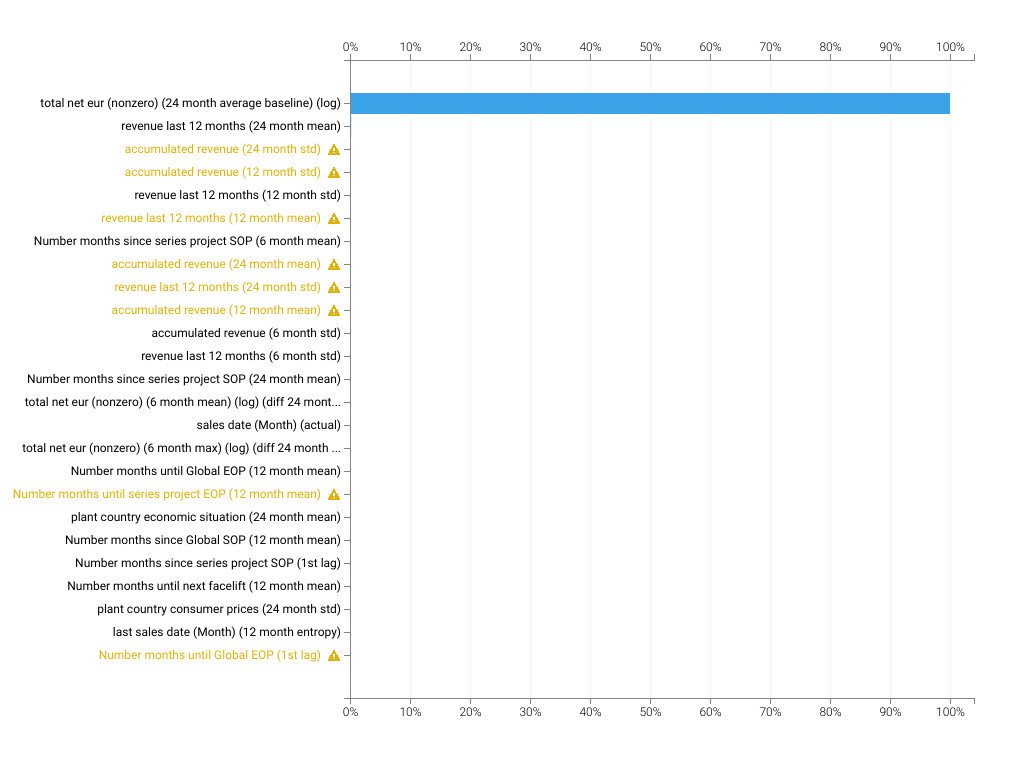 0% 10% 20% 30% 40% 50% 60% 70% 80% 90% 100%
total net eur (nonzero) (24 month average baseline) (log)
revenue last 12 months (24 month mean)
accumulated revenue (24 month std)
accumulated revenue (12 month std)
revenue last 12 months (12 month std)
revenue last 12 months (12 month mean)
Number months since series project SOP (6 month mean)
accumulated revenue (24 month mean)
revenue last 12 months (24 month std)
accumulated revenue (12 month mean)
accumulated revenue (6 month std)
revenue last 12 months (6 month std)
Number months since series project SOP (24 month mean)
total net eur (nonzero) (6 month mean) (log) (diff 24 mont...
sales date (Month) (actual)
total net eur (nonzero) (6 month max) (log) (diff 24 month ...
Number months until Global EOP (12 month mean)
Number months until series project EOP (12 month mean)
plant country economic situation (24 month mean)
Number months since Global SOP (12 month mean)
Number months since series project SOP (1st lag)
Number months until next facelift (12 month mean)
plant country consumer prices (24 month std)
last sales date (Month) (12 month entropy)
Number months until Global EOP (1st lag)
0% 10% 20% 30% 40% 50% 60% 70% 80% 90% 100%